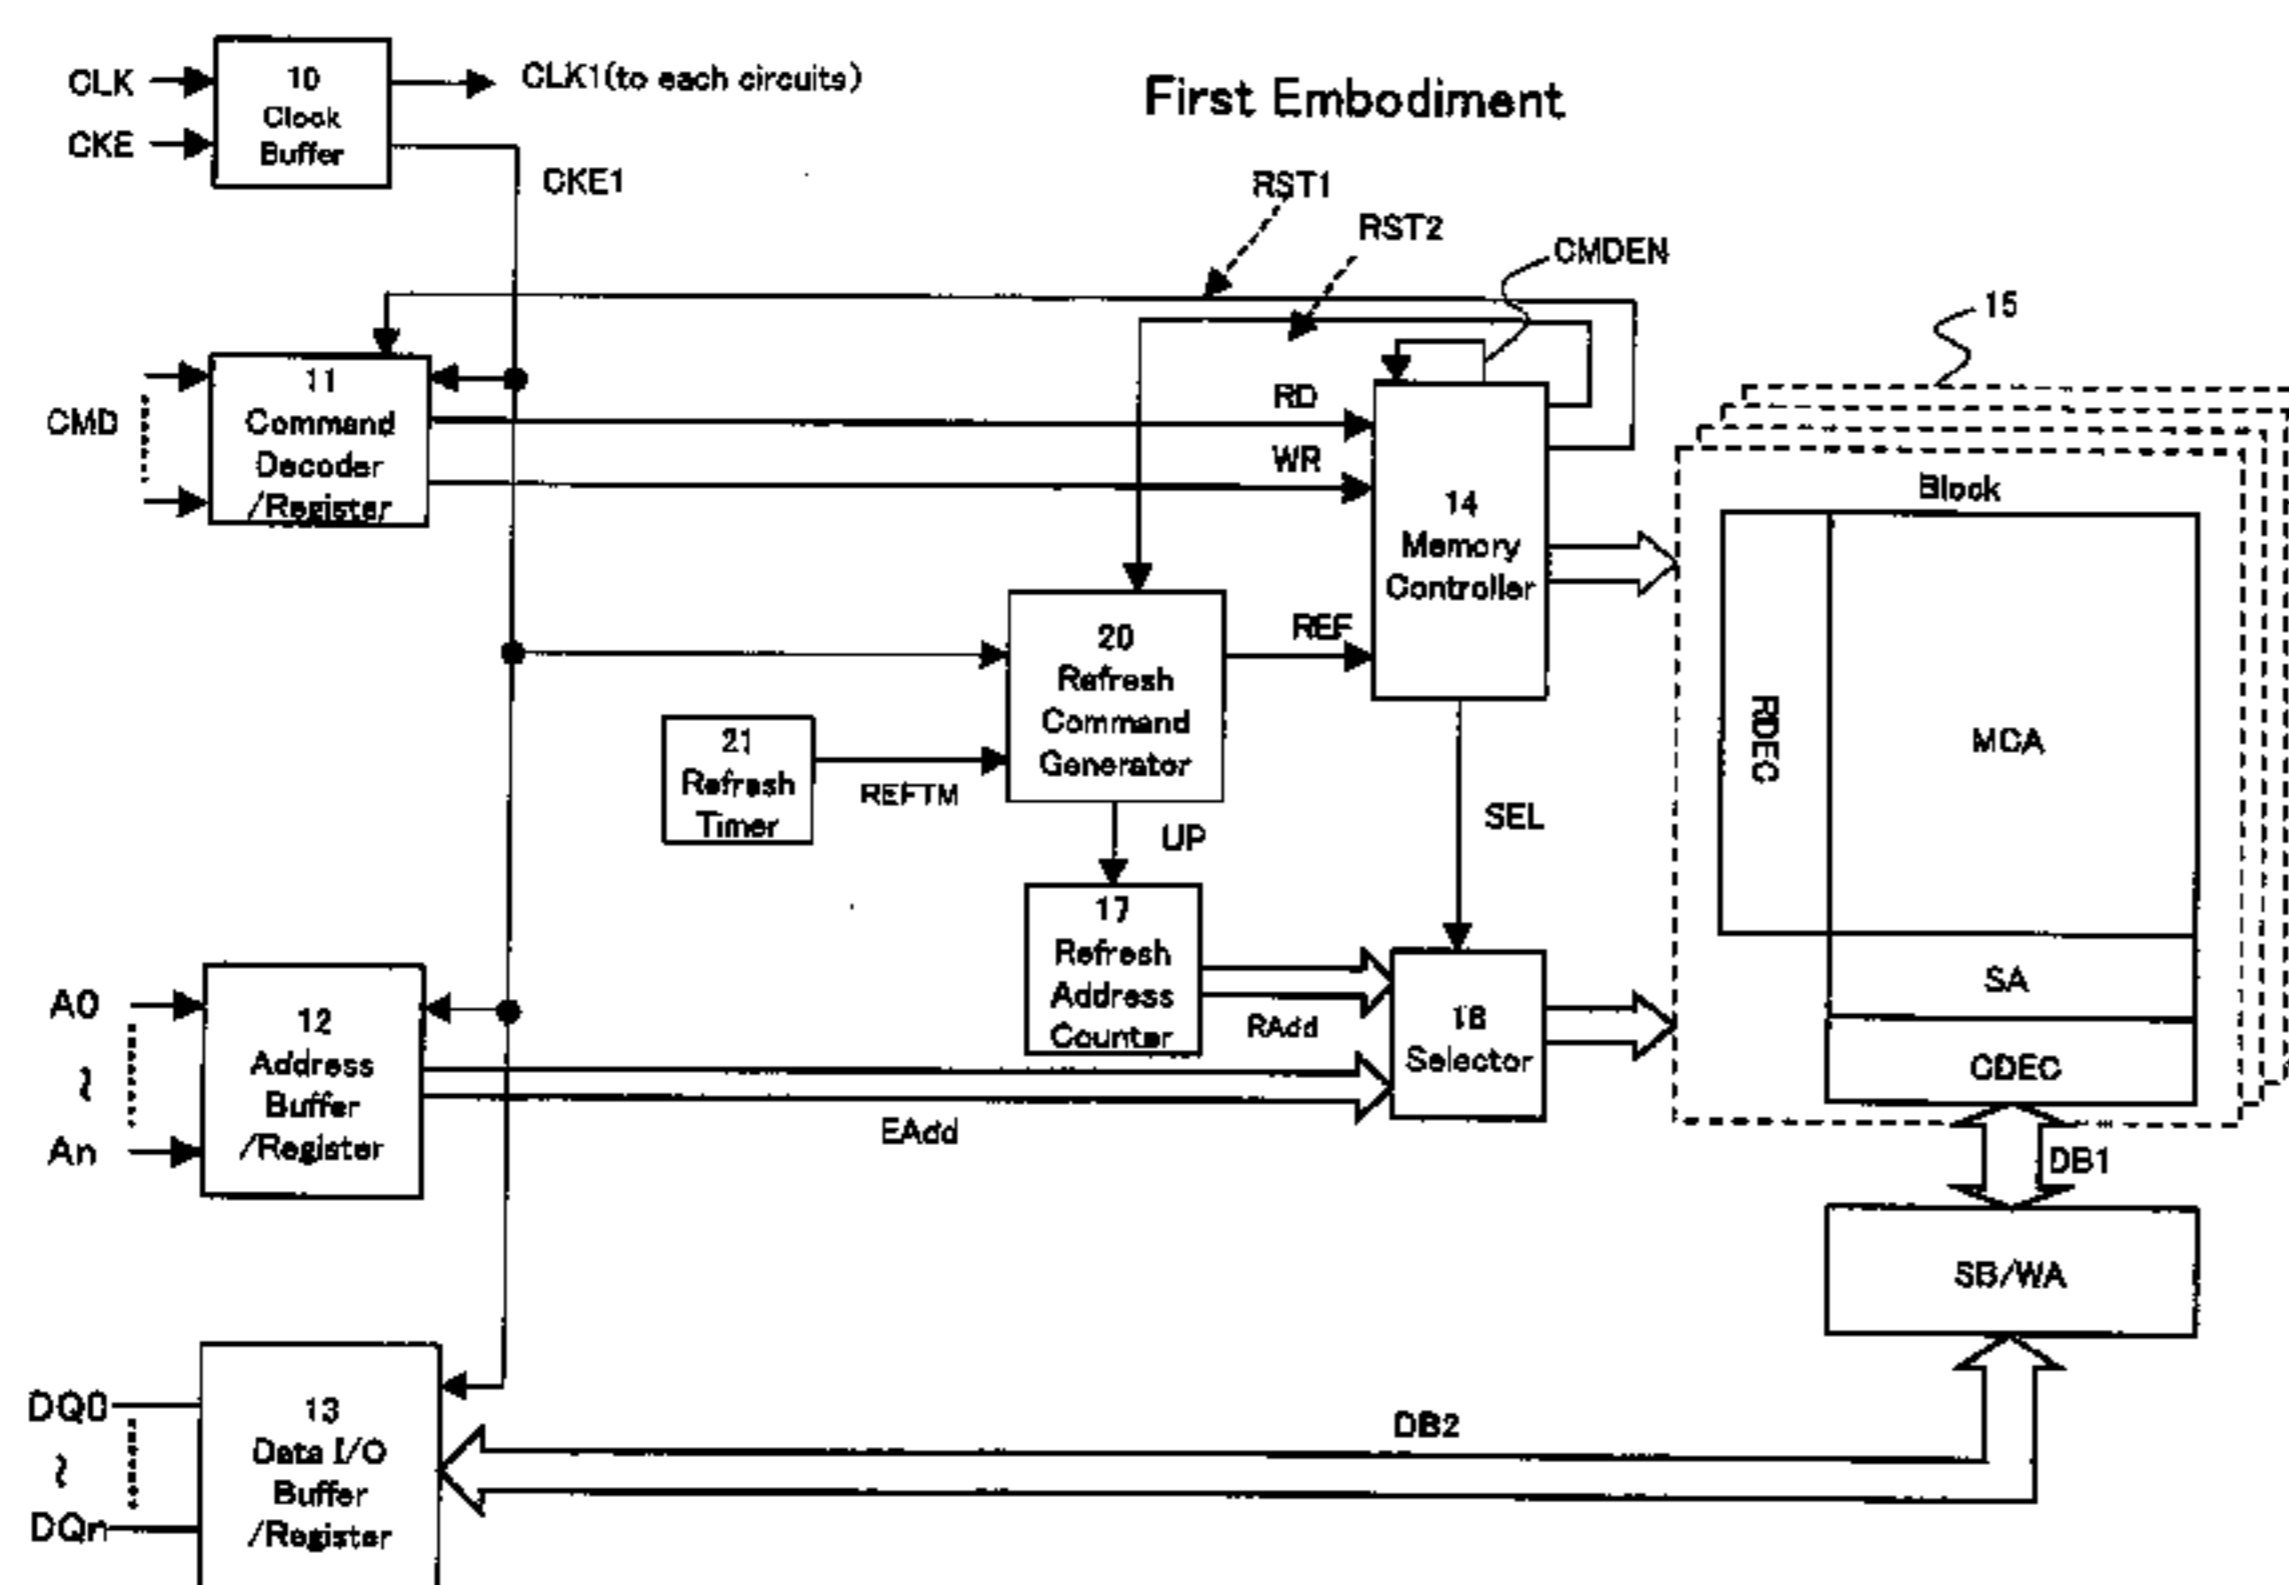 First Embodiment
CLK
CKE
10
Clock
Buffer
CLK1(to each circuits)
CKE1
RST1
RST2
CMDEN
15
CMD
11
Command
Decoder
/Register
RD
WR
14
Memory
Controller
Block
RDEC
MCA
SA
CDEC
20
Refresh
Command
Generator
REF
21
Refresh
Timer
REFTM
UP
SEL
17
Refresh
Address
Counter
RAdd
18
Selector
A0
~
An
12
Address
Buffer
/Register
EAdd
DB1
SB/WA
DQ0
~
DQn
13
Data I/O
Buffer
/Register
DB2